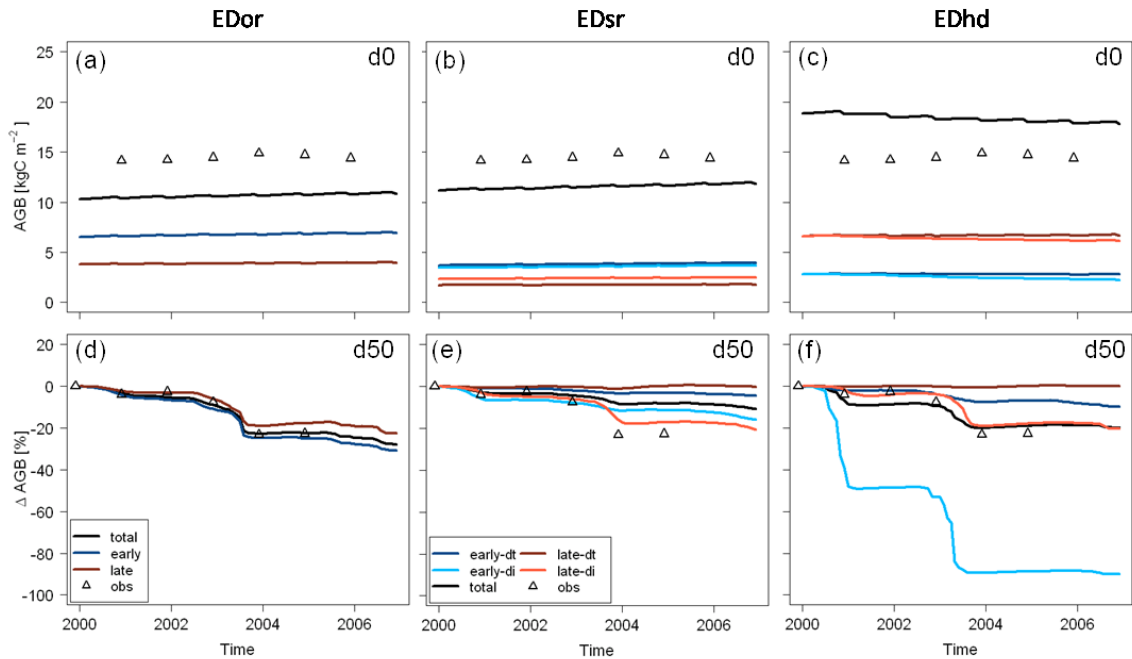 EDor EDsr EDhd
(a) d0 (b) d0 (c) d0
25
20
15
10
5
0
AGB [kgC m⁻²]
(d) d50 (e) d50 (f) d50
20
0
-20
-40
-60
-80
-100
Δ AGB [%]
total
early
late
obs
early-dt late-dt
early-di late-di
total obs
2000 2002 2004 2006 2000 2002 2004 2006 2000 2002 2004 2006
Time Time Time